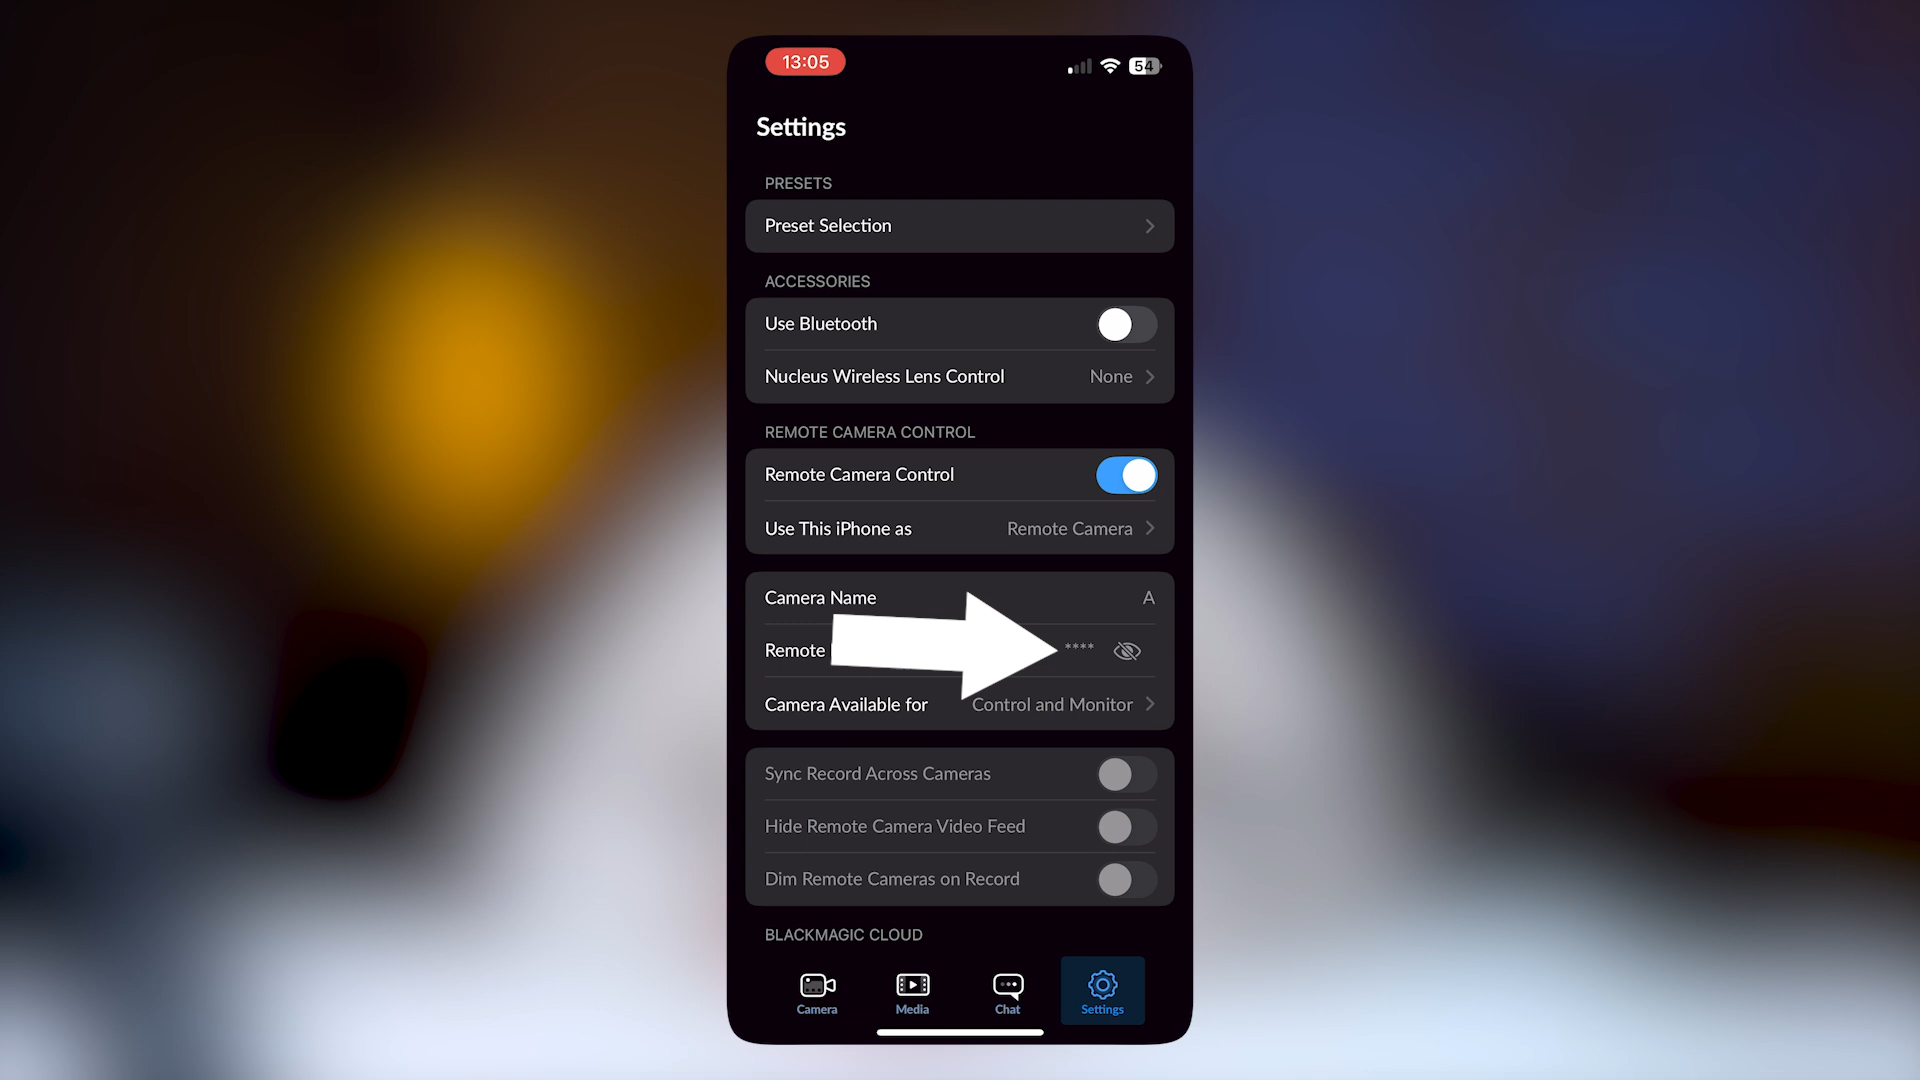 13:05
54
Settings
PRESETS
Preset Selection
ACCESSORIES
Use Bluetooth
Nucleus Wireless Lens Control None
REMOTE CAMERA CONTROL
Remote Camera Control
Use This iPhone as Remote Camera
Camera Name A
Remote ****
Camera Available for Control and Monitor
Sync Record Across Cameras
Hide Remote Camera Video Feed
Dim Remote Cameras on Record
BLACKMAGIC CLOUD
Camera Media Chat Settings